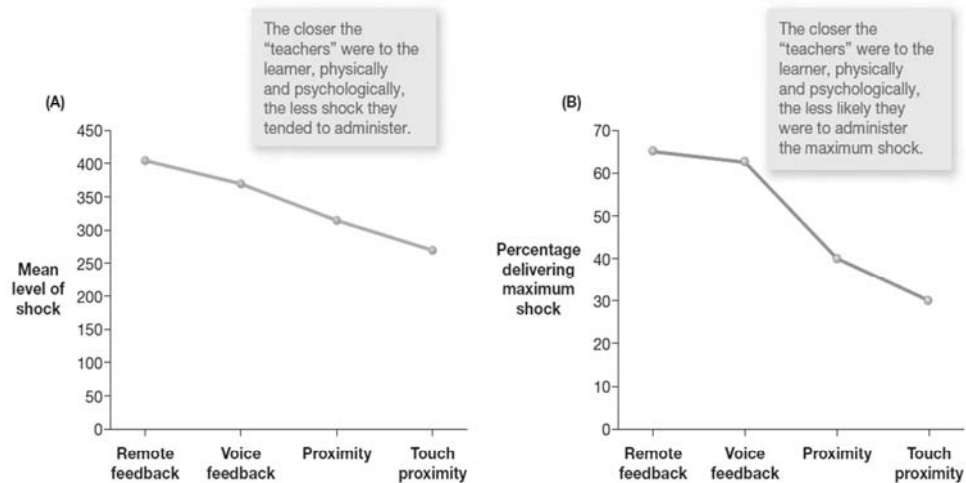 The closer the
“teachers” were to the
learner, physically
and psychologically,
the less shock they
tended to administer.
(A)
450
400
350
300
250
200
150
100
50
0
Mean
level of
shock
Remote
feedback
Voice
feedback
Proximity
Touch
proximity
The closer the
“teachers” were to the
learner, physically
and psychologically,
the less likely they
were to administer
the maximum shock.
(B)
70
60
50
40
30
20
10
0
Percentage
delivering
maximum
shock
Remote
feedback
Voice
feedback
Proximity
Touch
proximity